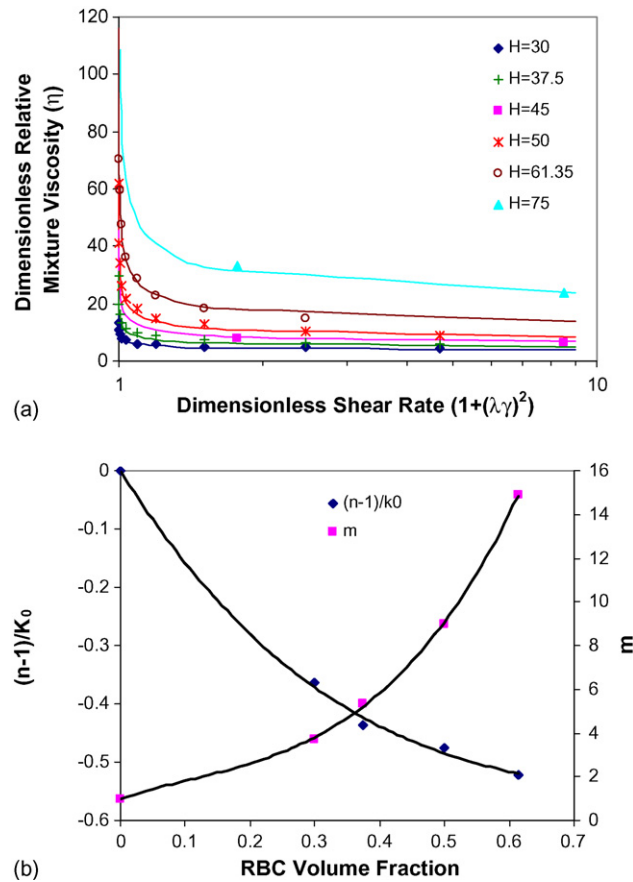 120
100
80
60
40
20
0
Dimensionless Relative
Mixture Viscosity (η)
H=30
H=37.5
H=45
H=50
H=61.35
H=75
1
10
Dimensionless Shear Rate (1+(λγ)²)
(a)
0
-0.1
-0.2
-0.3
-0.4
-0.5
-0.6
(n-1)/K₀
(n-1)/k0
m
16
14
12
10
8
6
4
2
0
m
0
0.1
0.2
0.3
0.4
0.5
0.6
0.7
RBC Volume Fraction
(b)